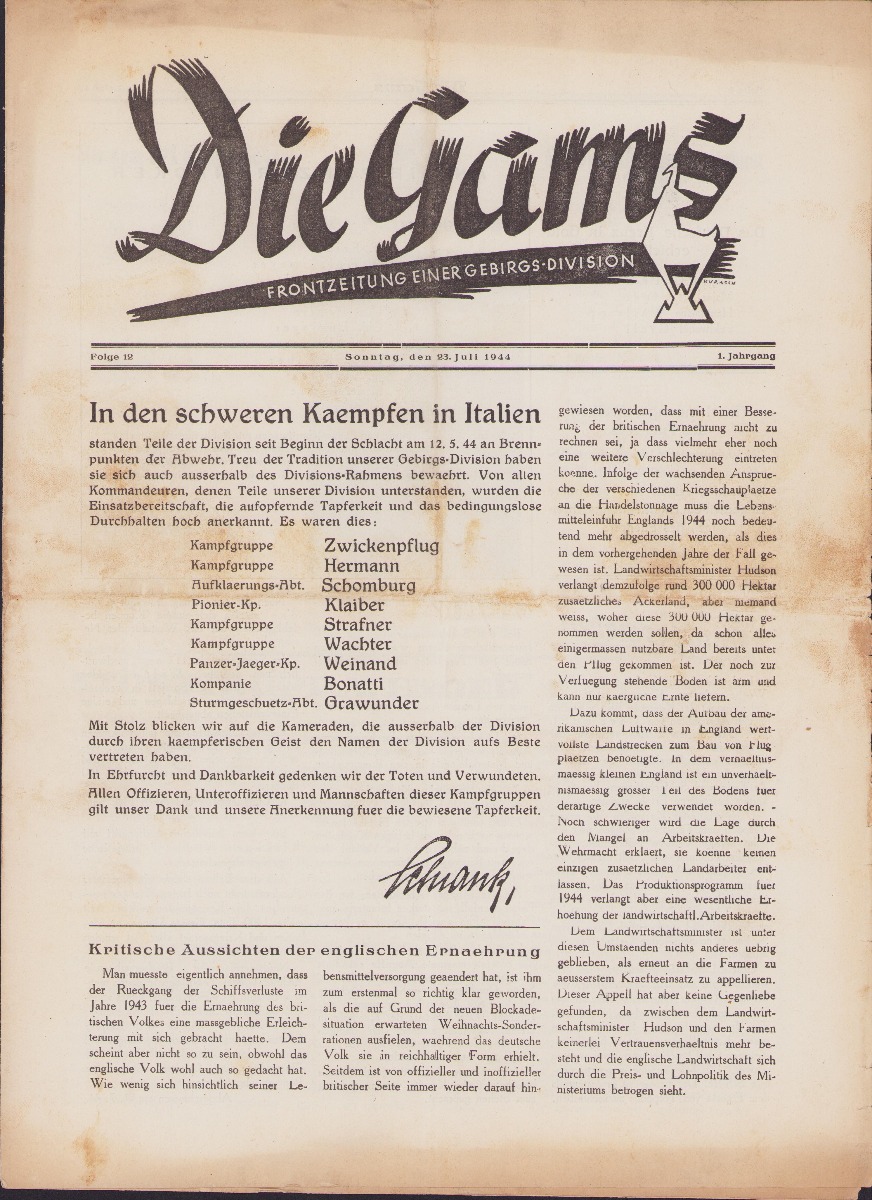 Die Gams
FRONTZEITUNG EINER GEBIRGS-DIVISION
Folge 12
Sonntag, den 23. Juli 1944
1. Jahrgang
In den schweren Kaempfen in Italien
standen Teile der Division seit Beginn der Schlacht am 12. 5. 44 an Brenn-
punkten der Abwehr. Treu der Tradition unserer Gebirgs-Division haben
sie sich auch ausserhalb des Divisions-Rahmens bewaehrt. Von allen
Kommandeuren, denen Teile unserer Division unterstanden, wurden die
Einsatzbereitschaft, die aufopfernde Tapferkeit und das bedingungslose
Durchhalten hoch anerkannt. Es waren dies:
Kampfgruppe Zwickenpflug
Kampfgruppe Hermann
Aufklaerungs-Abt. Schomburg
Pionier-Kp. Klaiber
Kampfgruppe Strafner
Kampfgruppe Wachter
Panzer-Jaeger-Kp. Weinand
Kompanie Bonatti
Sturmgeschuetz-Abt. Grawunder
Mit Stolz blicken wir auf die Kameraden, die ausserhalb der Division
durch ihren kaempferischen Geist den Namen der Division aufs Beste
vertreten haben.
In Ehrfurcht und Dankbarkeit gedenken wir der Toten und Verwundeten.
Allen Offizieren, Unteroffizieren und Mannschaften dieser Kampfgruppen
gilt unser Dank und unsere Anerkennung fuer die bewiesene Tapferkeit.
Kritische Aussichten der englischen Ernaehrung
Man muesste eigentlich annehmen, dass
der Rueckgang der Schiffsverluste im
Jahre 1943 fuer die Ernaehrung des bri-
tischen Volkes eine massgebliche Erleich-
terung mit sich gebracht haette. Dem
scheint aber nicht so zu sein, obwohl das
englische Volk wohl auch so gedacht hat.
Wie wenig sich hinsichtlich seiner Le-
bensmittelversorgung geaendert hat, ist ihm
zum erstenmal so richtig klar geworden,
als die auf Grund der neuen Blockade-
situation erwarteten Weihnachts-Sonder-
rationen ausfielen, waehrend das deutsche
Volk sie in reichhaltiger Form erhielt.
Seitdem ist von offizieller und inoffizieller
britischer Seite immer wieder darauf hin-
gewiesen worden, dass mit einer Besse-
rung der britischen Ernaehrung nicht zu
rechnen sei, ja dass vielmehr eher noch
eine weitere Verschlechterung eintreten
koenne. Infolge der wachsenden Ansprue-
che der verschiedenen Kriegsschauplaetze
an die Handelstonnage muss die Lebens-
mitteleinfuhr Englands 1944 noch bedeu-
tend mehr abgedrosselt werden, als dies
in dem vorhergehenden Jahre der Fall ge-
wesen ist. Landwirtschaftsminister Hudson
verlangt demzufolge rund 300 000 Hektar
zusaetzliches Ackerland, aber niemand
weiss, woher diese 300 000 Hektar ge-
nommen werden sollen, da schon alles
einigermassen nutzbare Land bereits unter
den Pflug gekommen ist. Der noch zur
Verfuegung stehende Boden ist arm und
kann nur kaergliche Ernte liefern.
Dazu kommt, dass der Aufbau der ame-
rikanischen Luftwaffe in England wert-
vollste Landstrecken zum Bau von Flug
plaetzen benoetigte. In dem verhaeltnis-
maessig kleinen England ist ein unverhaelt-
nismaessig grosser Teil des Bodens fuer
derartige Zwecke verwendet worden. -
Noch schwieriger wird die Lage durch
den Mangel an Arbeitskraetten. Die
Wehrmacht erklaert, sie koenne keinen
einzigen zusaetzlichen Landarbeiter ent-
lassen. Das Produktionsprogramm fuer
1944 verlangt aber eine wesentliche Er-
hoehung der landwirtschaftl. Arbeitskraefte.
Dem Landwirtschaftsminister ist unter
diesen Umstaenden nichts anderes uebrig
geblieben, als erneut an die Farmen zu
aeusserstem Kraefteeinsatz zu appellieren.
Dieser Appell hat aber keine Gegenliebe
gefunden, da zwischen dem Landwirt-
schaftsminister Hudson und den Farmen
keinerlei Vertrauensverhaeltnis mehr be-
steht und die englische Landwirtschaft sich
durch die Preis- und Lohnpolitik des Mi-
nisteriums betrogen sieht.